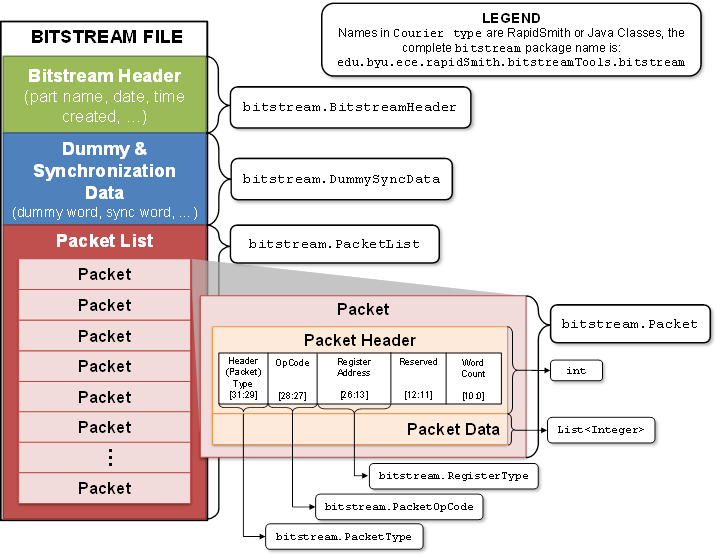 BITSTREAM FILE
Bitstream Header
(part name, date, time
created, …)
Dummy &
Synchronization
Data
(dummy word, sync word, …)
Packet List
Packet
Packet
Packet
Packet
Packet
Packet
⋮
Packet
LEGEND
Names in Courier type are RapidSmith or Java Classes, the
complete bitstream package name is:
edu.byu.ece.rapidSmith.bitstreamTools.bitstream
bitstream.BitstreamHeader
bitstream.DummySyncData
bitstream.PacketList
Packet
bitstream.Packet
Packet Header
Header
(Packet)
Type
[31:29]
OpCode
[28:27]
Register
Address
[26:13]
Reserved
[12:11]
Word
Count
[10:0]
int
Packet Data
List<Integer>
bitstream.RegisterType
bitstream.PacketOpCode
bitstream.PacketType